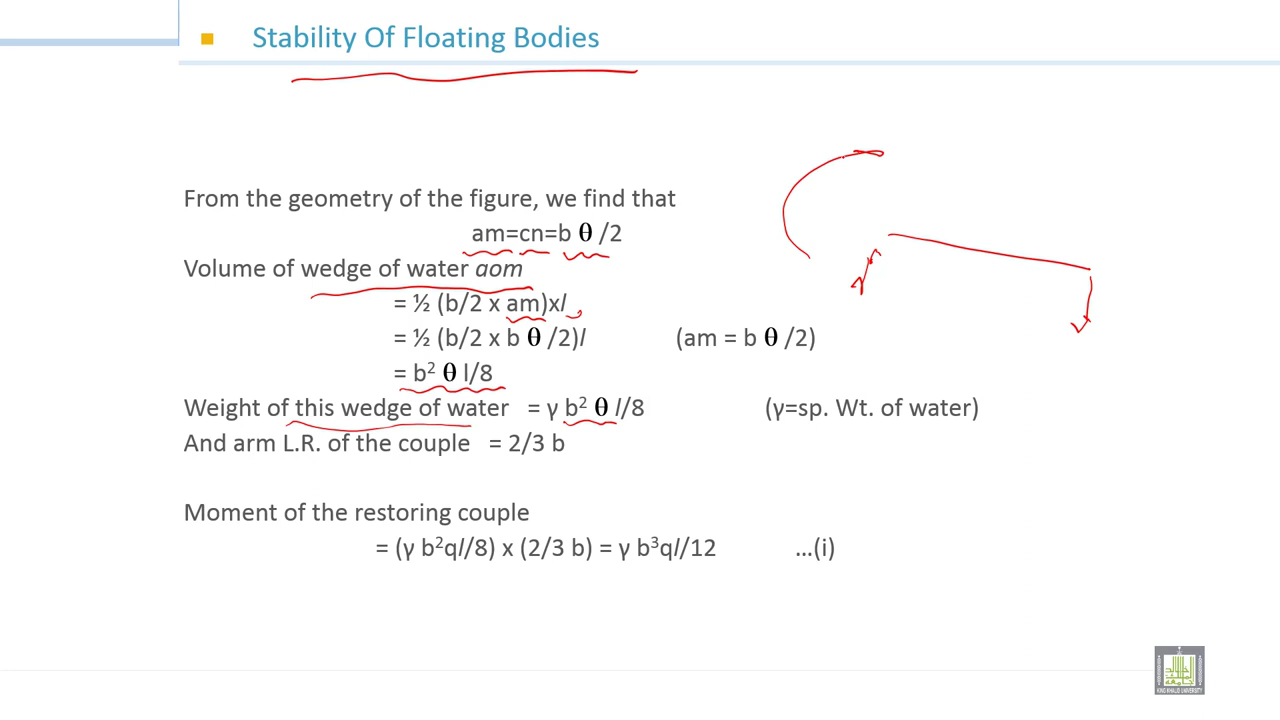 Stability Of Floating Bodies
From the geometry of the figure, we find that
am=cn=b θ /2
Volume of wedge of water aom
= ½ (b/2 x am)xl
= ½ (b/2 x b θ /2)l (am = b θ /2)
= b² θ l/8
Weight of this wedge of water = γ b² θ l/8 (γ=sp. Wt. of water)
And arm L.R. of the couple = 2/3 b
Moment of the restoring couple
= (γ b²ql/8) x (2/3 b) = γ b³ql/12 ...(i)
KING KHALID UNIVERSITY